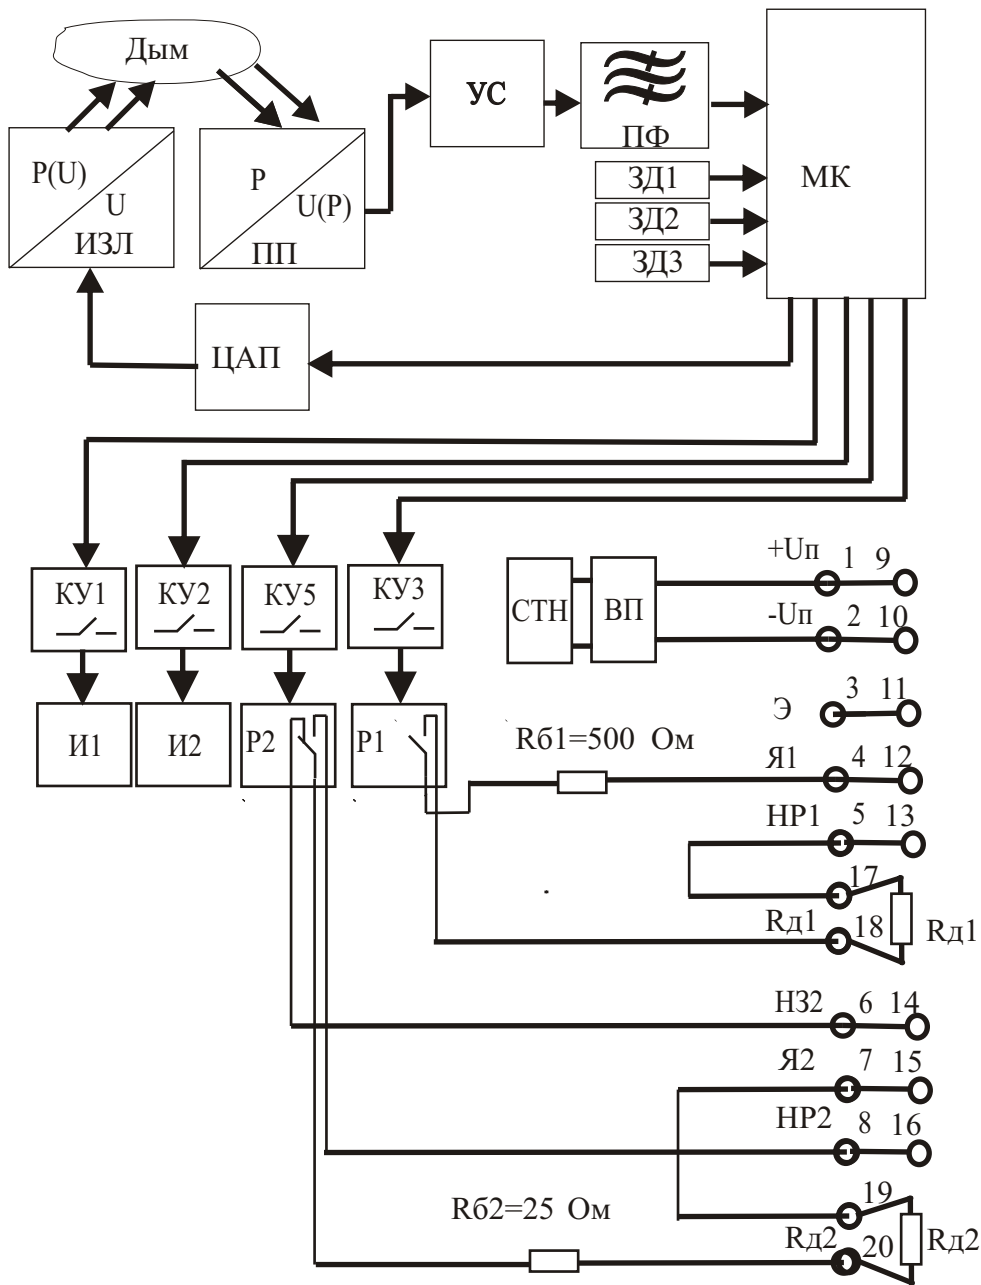 Дым
P(U)
U
ИЗЛ
P
U(P)
ПП
УС
ПФ
ЗД1
ЗД2
ЗД3
МК
ЦАП
КУ1
КУ2
КУ5
КУ3
И1
И2
Р2
Р1
СТН
ВП
+Uп 1 9
-Uп 2 10
Э 3 11
Rб1=500 Ом
Я1 4 12
НР1 5 13
17
Rд1 18
Rд1
НЗ2 6 14
Я2 7 15
НР2 8 16
Rб2=25 Ом
19
Rд2 20
Rд2